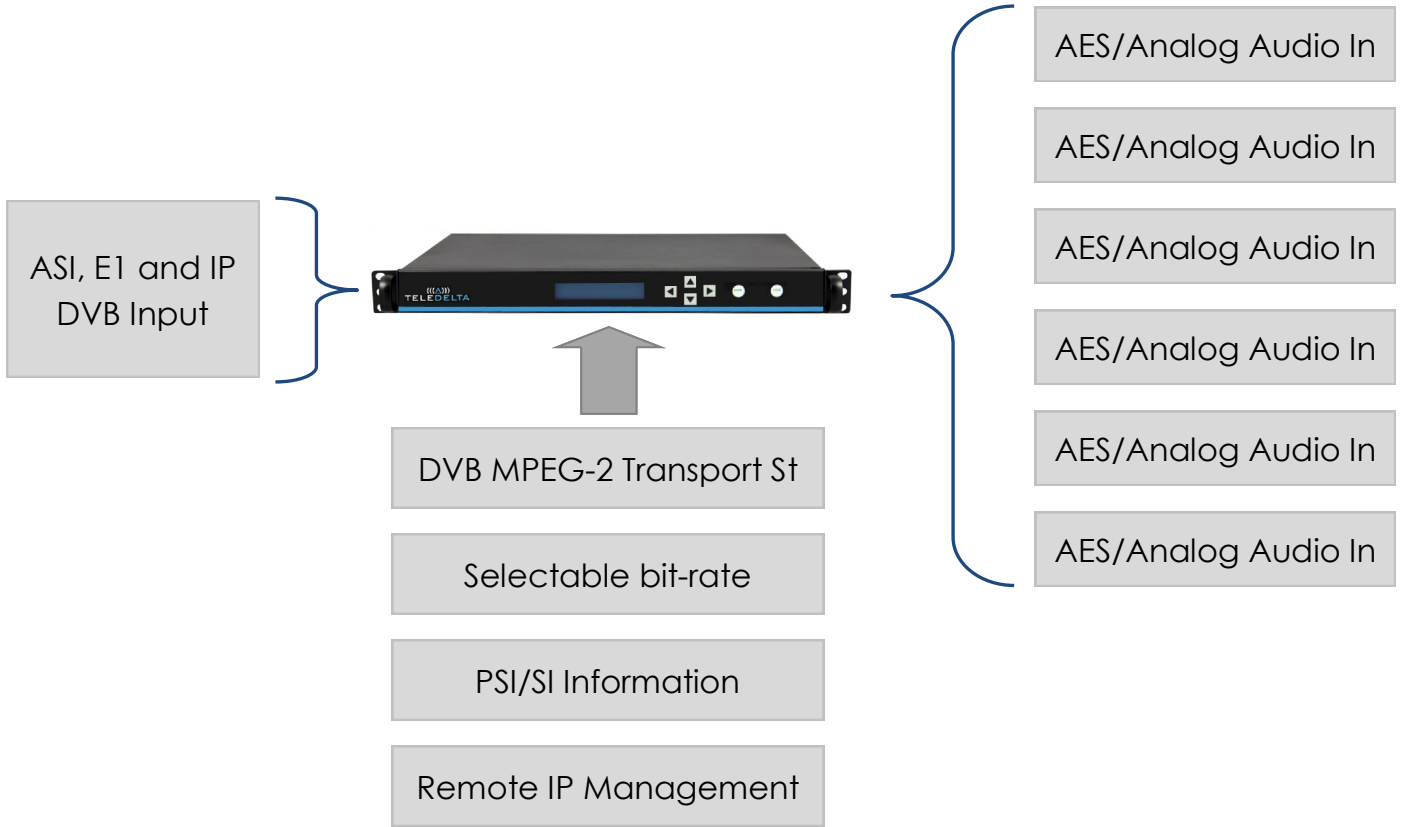 ASI, E1 and IP
DVB Input
(((Δ)))
TELEDELTA
DVB MPEG-2 Transport St
Selectable bit-rate
PSI/SI Information
Remote IP Management
AES/Analog Audio In
AES/Analog Audio In
AES/Analog Audio In
AES/Analog Audio In
AES/Analog Audio In
AES/Analog Audio In